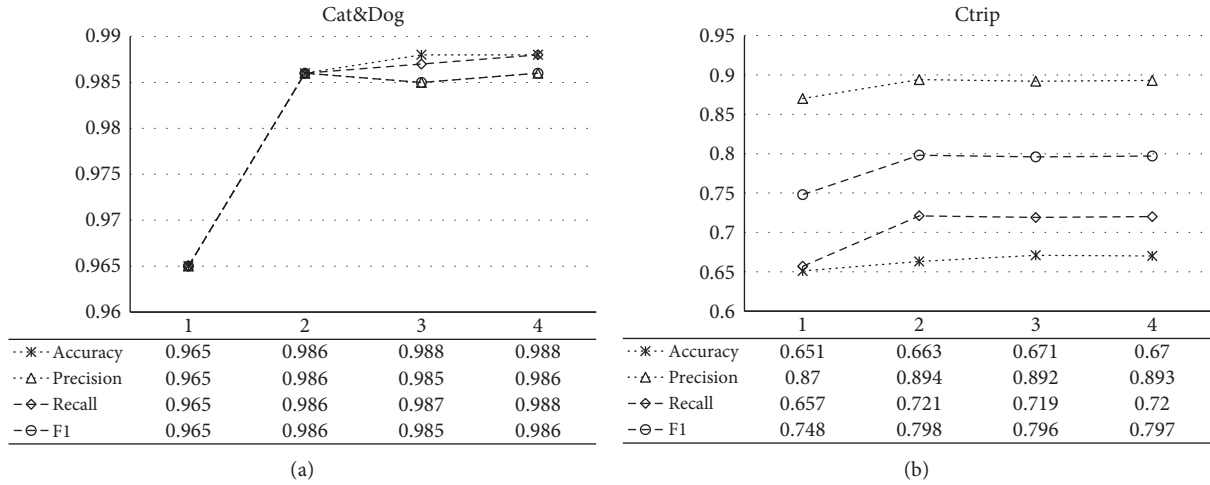 Cat&Dog
0.99
0.985
0.98
0.975
0.97
0.965
0.96
1 2 3 4
Accuracy 0.965 0.986 0.988 0.988
Precision 0.965 0.986 0.985 0.986
Recall 0.965 0.986 0.987 0.988
F1 0.965 0.986 0.985 0.986
(a)
Ctrip
0.95
0.9
0.85
0.8
0.75
0.7
0.65
0.6
1 2 3 4
Accuracy 0.651 0.663 0.671 0.67
Precision 0.87 0.894 0.892 0.893
Recall 0.657 0.721 0.719 0.72
F1 0.748 0.798 0.796 0.797
(b)